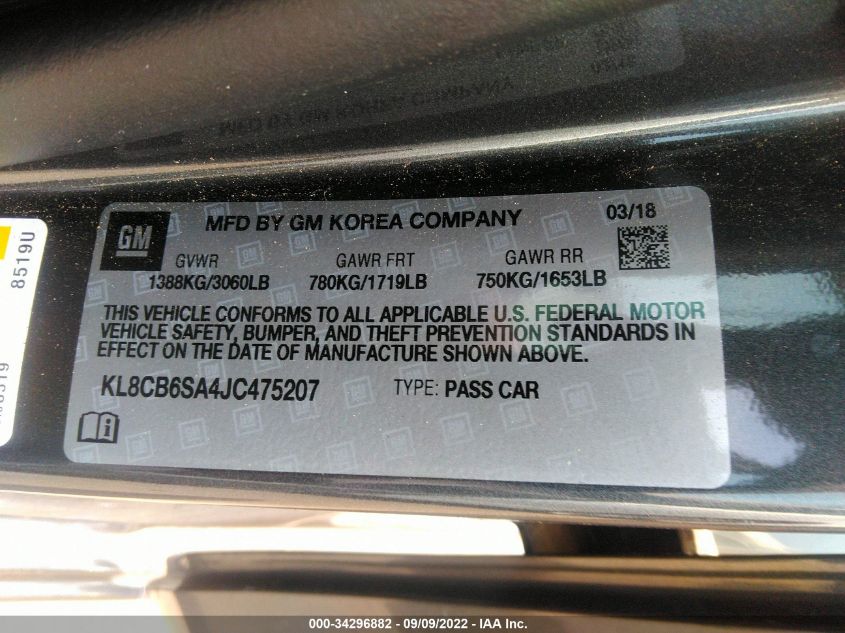 GM
MFD BY GM KOREA COMPANY
03/18
GVWR GAWR FRT GAWR RR
1388KG/3060LB 780KG/1719LB 750KG/1653LB
THIS VEHICLE CONFORMS TO ALL APPLICABLE U.S. FEDERAL MOTOR
VEHICLE SAFETY, BUMPER, AND THEFT PREVENTION STANDARDS IN
EFFECT ON THE DATE OF MANUFACTURE SHOWN ABOVE.
KL8CB6SA4JC475207 TYPE: PASS CAR
8519U
000-34296882 - 09/09/2022 - IAA Inc.